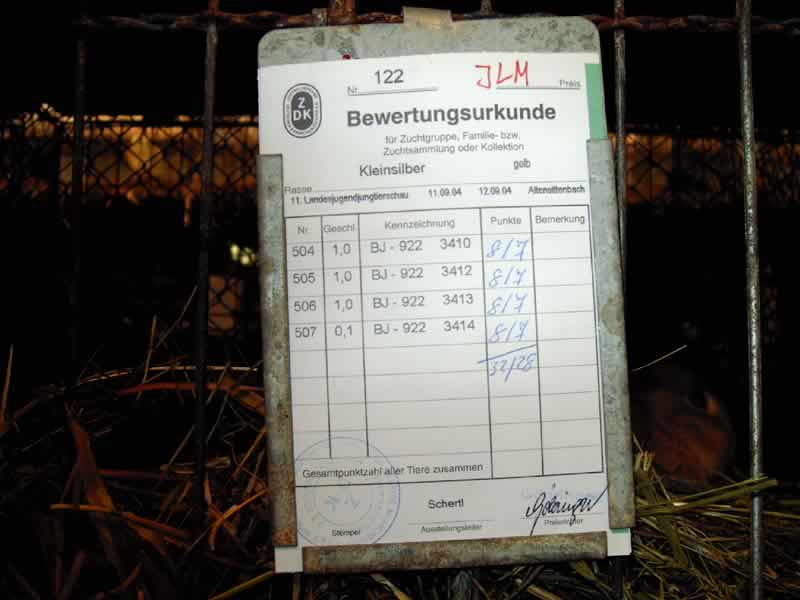 Nr. 122 JLM Preis
ZDK
Bewertungsurkunde
für Zuchtgruppe, Familie- bzw.
Zuchtsammlung oder Kollektion
Rasse Kleinsilber gelb
11. Landesjugendjungtierschau 11.09.04 12.09.04 Altensittenbach
Nr. Geschl. Kennzeichnung Punkte Bemerkung
504 1,0 BJ - 922 3410 8/7
505 1,0 BJ - 922 3412 8/7
506 1,0 BJ - 922 3413 8/7
507 0,1 BJ - 922 3414 8/7
32/28
Gesamtpunktzahl aller Tiere zusammen
Schertl
Stempel Ausstellungsleiter Preisrichter